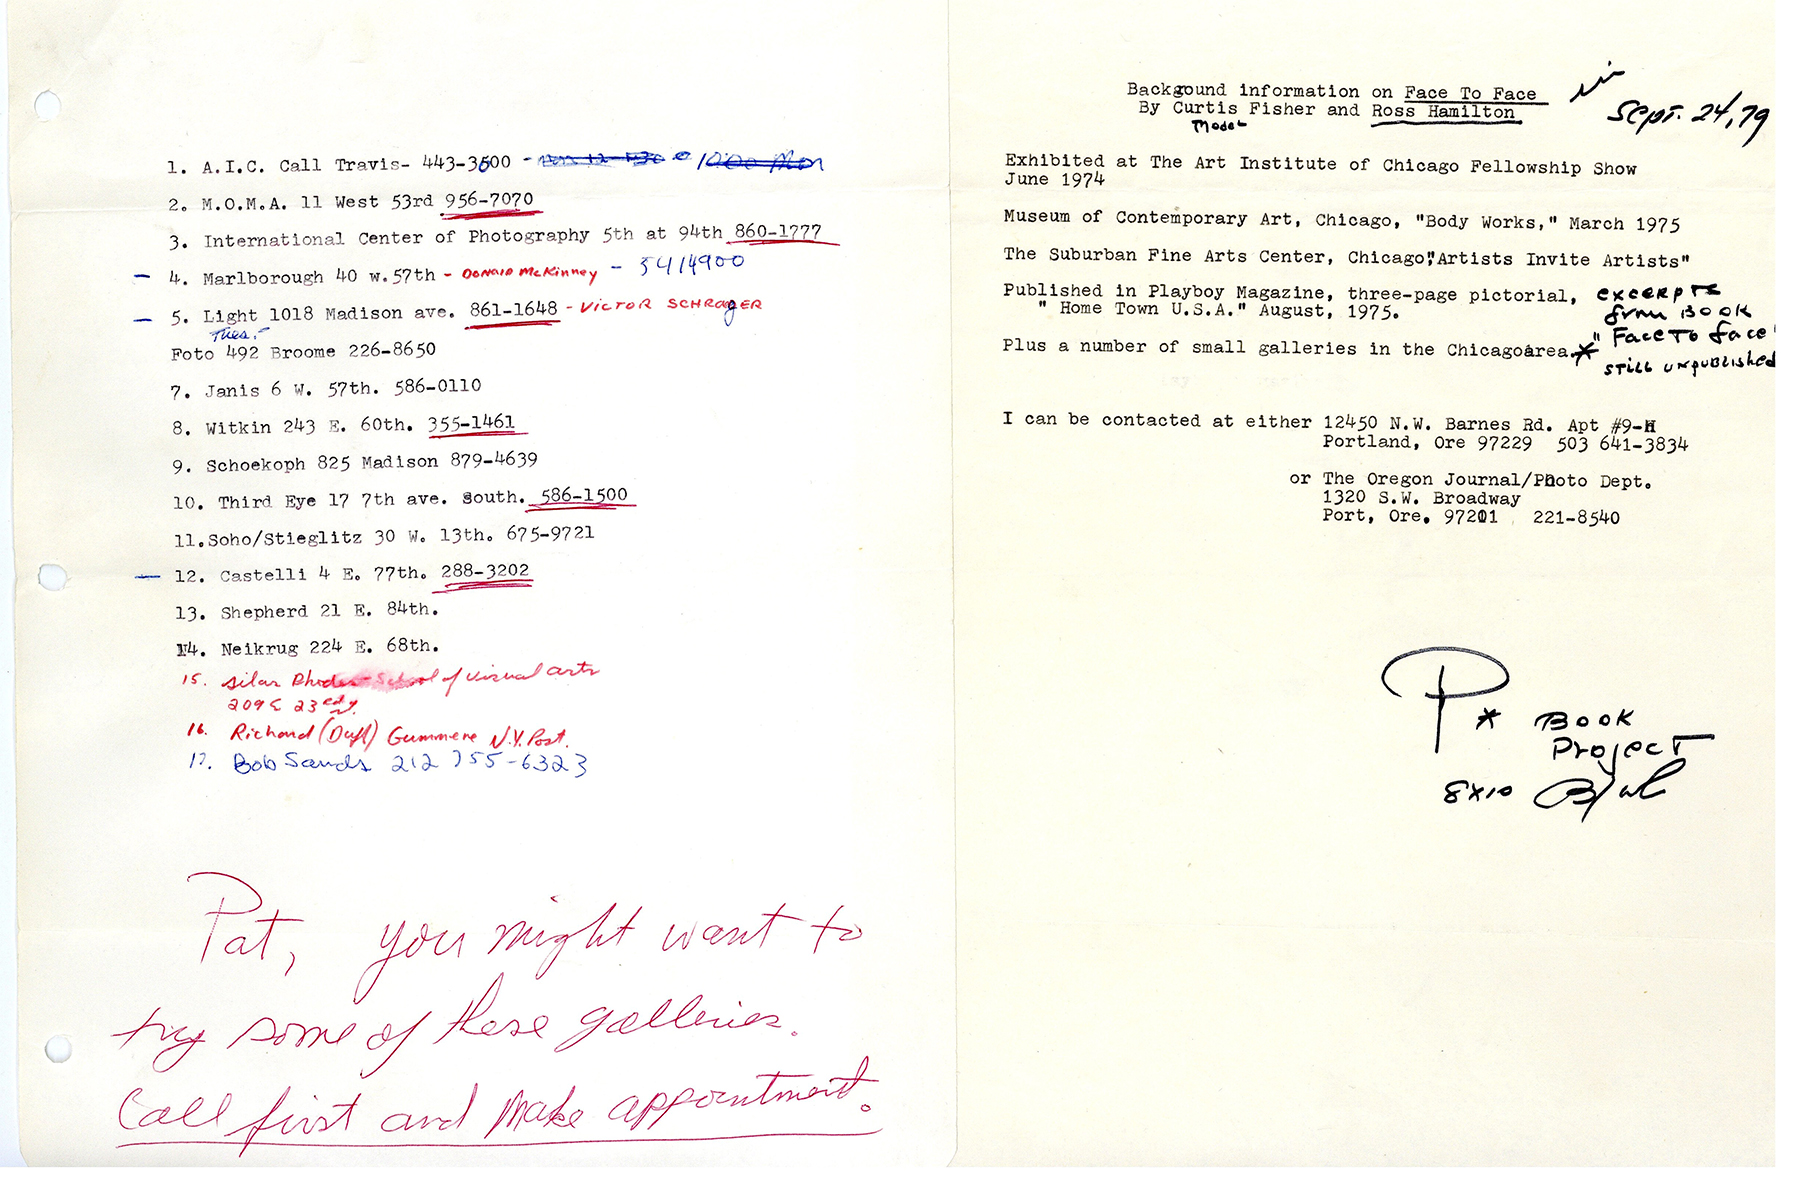 1. A.I.C. Call Travis- 443-3600 -
2. M.O.M.A. 11 West 53rd 956-7070
3. International Center of Photography 5th at 94th 860-1777
- 4. Marlborough 40 w.57th - Donald McKinney - 5414900
- 5. Light 1018 Madison ave. 861-1648 - Victor Schrager
Tues.-
Foto 492 Broome 226-8650
7. Janis 6 W. 57th. 586-0110
8. Witkin 243 E. 60th. 355-1461
9. Schoekoph 825 Madison 879-4639
10. Third Eye 17 7th ave. south. 586-1500
11.Soho/Stieglitz 30 W. 13th. 675-9721
- 12. Castelli 4 E. 77th. 288-3202
13. Shepherd 21 E. 84th.
14. Neikrug 224 E. 68th.
15. Silas Rhodes - School of Visual arts
209 E 23rd
16. Richard (Duff) Gummere N.Y. Post.
17. Bob Sands 212 755-6323
Pat, you might want to
try some of these galleries.
Call first and make appointment.
Backgound information on Face To Face
By Curtis Fisher and Ross Hamilton
Model
Sept. 24, 79
Exhibited at The Art Institute of Chicago Fellowship Show
June 1974
Museum of Contemporary Art, Chicago, "Body Works," March 1975
The Suburban Fine Arts Center, Chicago,"Artists Invite Artists"
Published in Playboy Magazine, three-page pictorial, excerpts
" Home Town U.S.A." August, 1975. from Book
"Face To face"
Plus a number of small galleries in the Chicagoarea.*
still unpublished
I can be contacted at either 12450 N.W. Barnes Rd. Apt #9-H
Portland, Ore 97229 503 641-3834
or The Oregon Journal/Photo Dept.
1320 S.W. Broadway
Port, Ore. 97201 221-8540
P * Book
Project
8x10